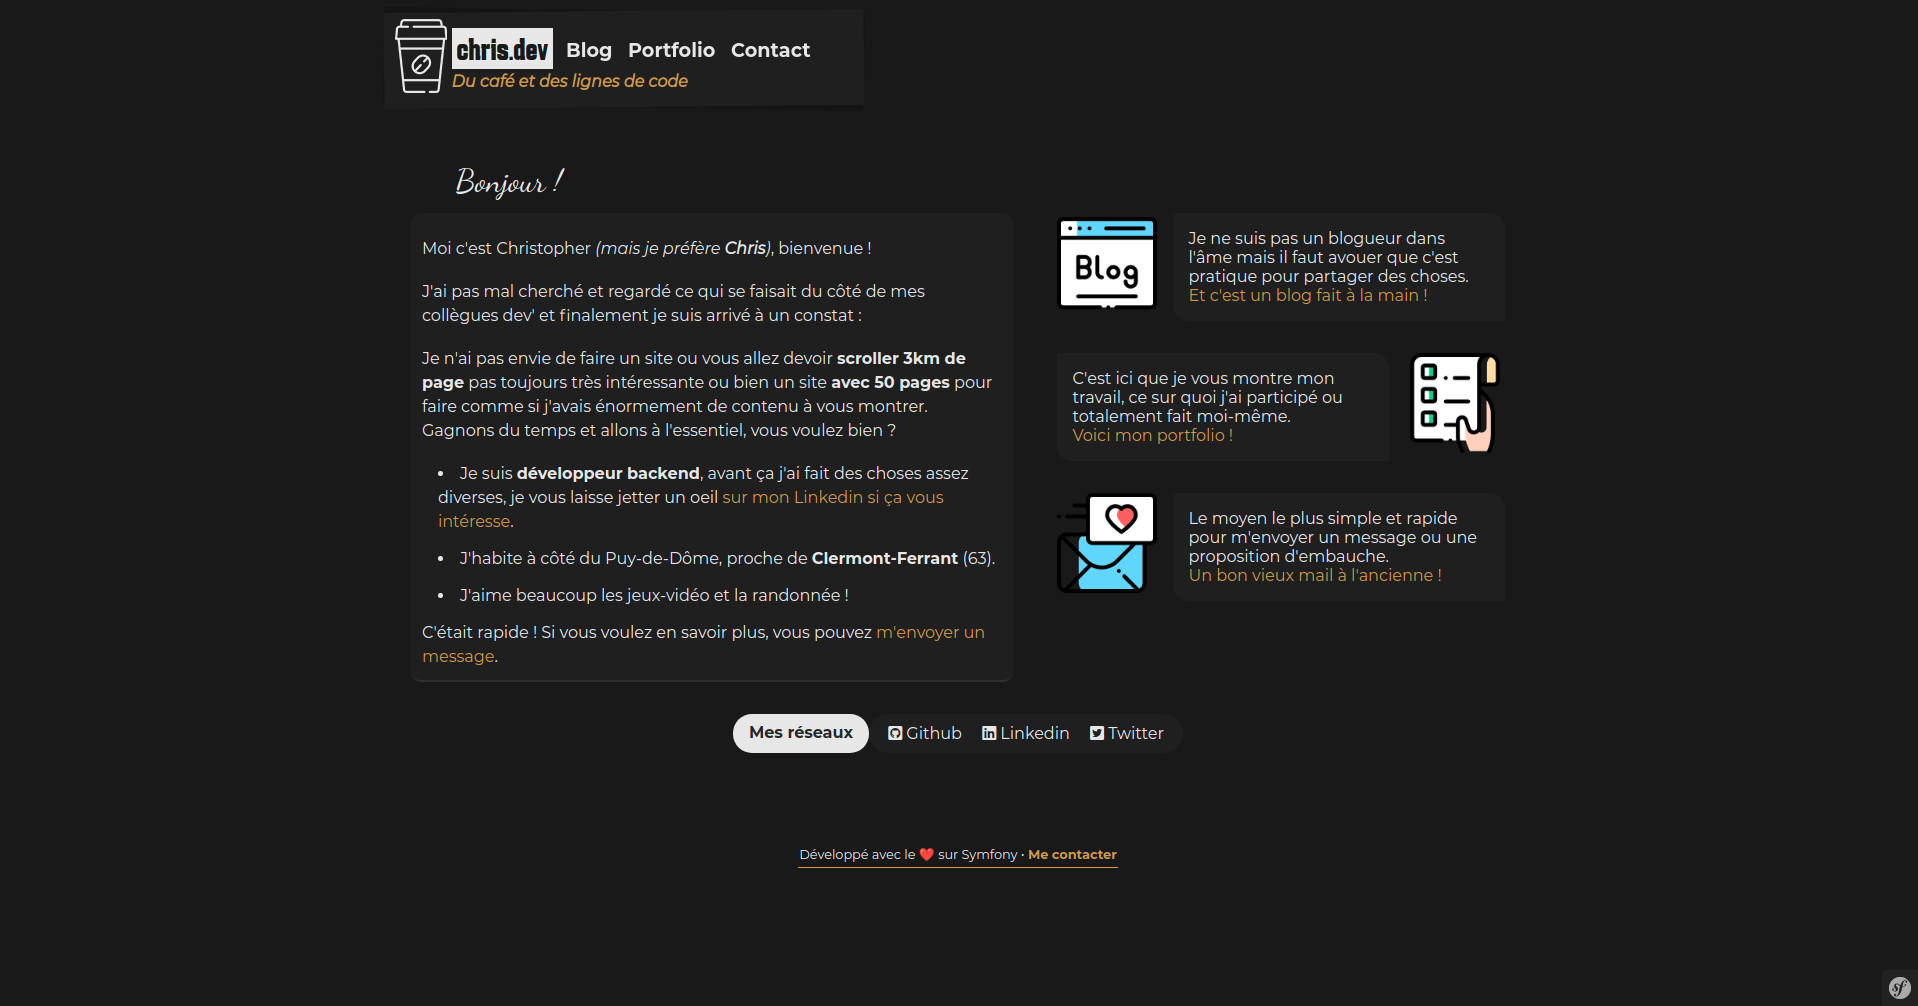 chris.dev Blog Portfolio Contact
Du café et des lignes de code
Bonjour !
Moi c'est Christopher (mais je préfère Chris), bienvenue !
J'ai pas mal cherché et regardé ce qui se faisait du côté de mes
collègues dev' et finalement je suis arrivé à un constat :
Je n'ai pas envie de faire un site ou vous allez devoir scroller 3km de
page pas toujours très intéressante ou bien un site avec 50 pages pour
faire comme si j'avais énormement de contenu à vous montrer.
Gagnons du temps et allons à l'essentiel, vous voulez bien ?
• Je suis développeur backend, avant ça j'ai fait des choses assez
diverses, je vous laisse jetter un oeil sur mon Linkedin si ça vous
intéresse.
• J'habite à côté du Puy-de-Dôme, proche de Clermont-Ferrant (63).
• J'aime beaucoup les jeux-vidéo et la randonnée !
C'était rapide ! Si vous voulez en savoir plus, vous pouvez m'envoyer un
message.
Blog
Je ne suis pas un blogueur dans
l'âme mais il faut avouer que c'est
pratique pour partager des choses.
Et c'est un blog fait à la main !
C'est ici que je vous montre mon
travail, ce sur quoi j'ai participé ou
totalement fait moi-même.
Voici mon portfolio !
Le moyen le plus simple et rapide
pour m'envoyer un message ou une
proposition d'embauche.
Un bon vieux mail à l'ancienne !
Mes réseaux Github Linkedin Twitter
Développé avec le ❤️ sur Symfony • Me contacter
sf